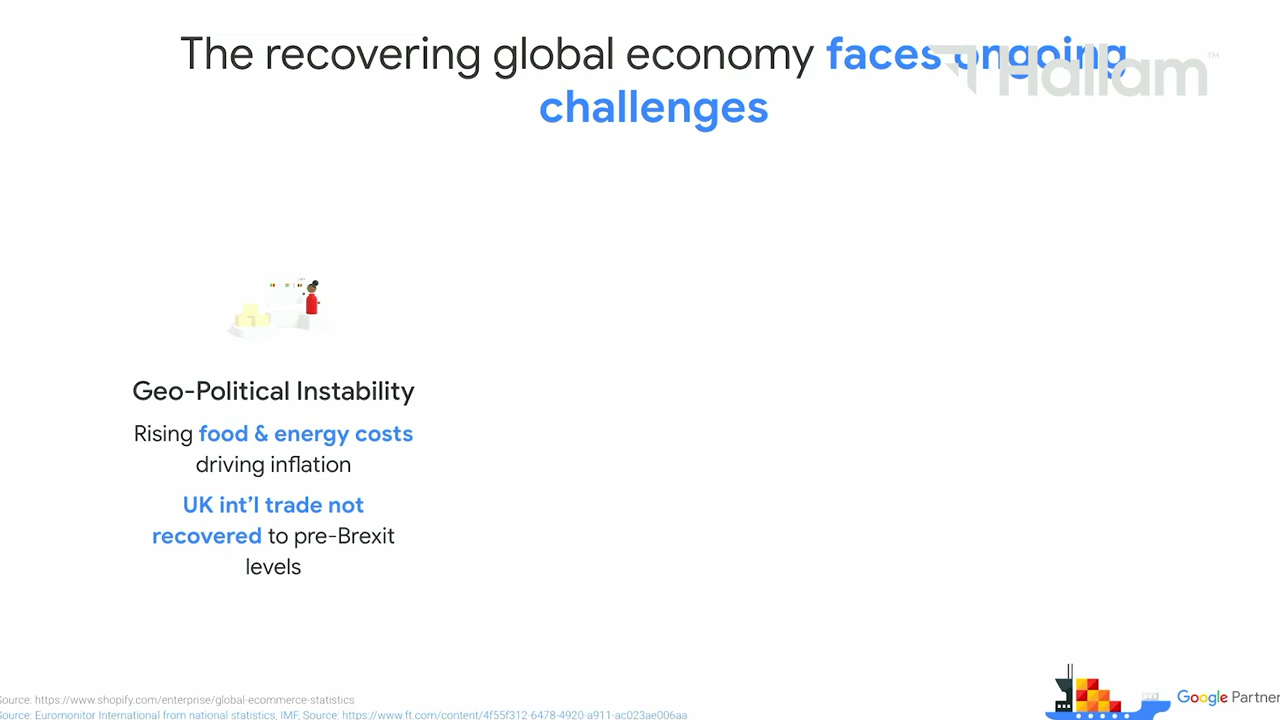 The recovering global economy faces ongoing
challenges
Hallam™
Geo-Political Instability
Rising food & energy costs
driving inflation
UK int'l trade not
recovered to pre-Brexit
levels
Source: https://www.shopify.com/enterprise/global-ecommerce-statistics
Source: Euromonitor International from national statistics, IMF, Source: https://www.ft.com/content/4f55f312-6478-4920-a911-ac023ae006aa
Google Partner